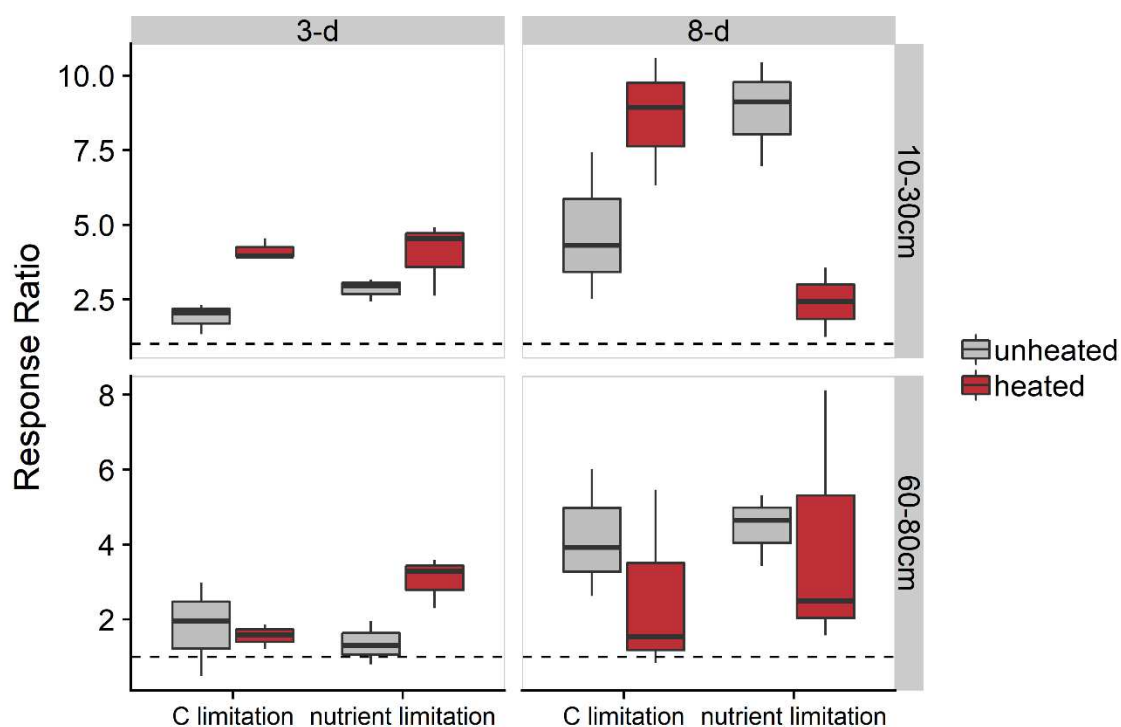 3-d
8-d
10.0
7.5
5.0
2.5
10-30cm
Response Ratio
unheated
heated
8
6
4
2
60-80cm
C limitation
nutrient limitation
C limitation
nutrient limitation